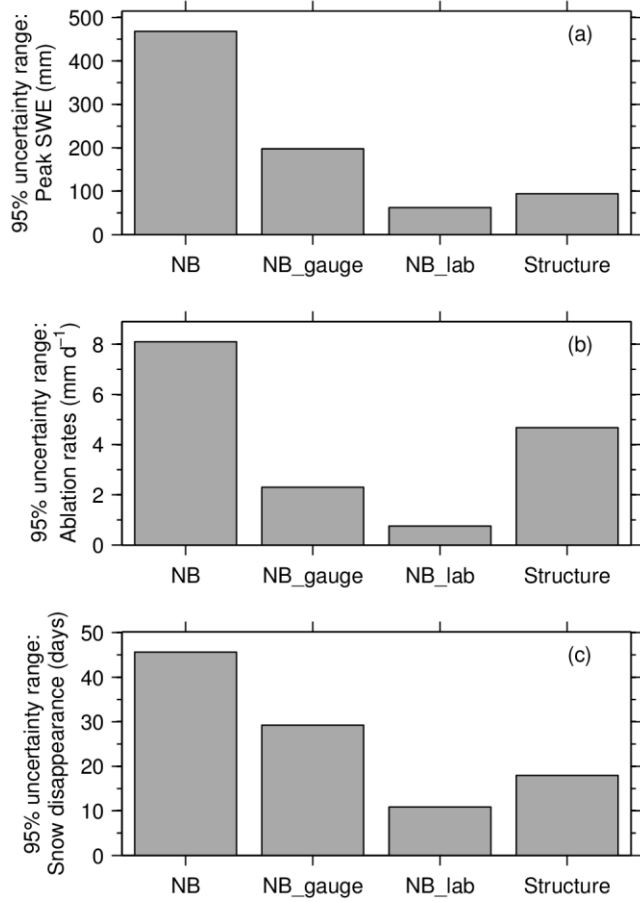 95% uncertainty range:
Peak SWE (mm)
500
400
300
200
100
0
(a)
NB NB_gauge NB_lab Structure
95% uncertainty range:
Ablation rates (mm d⁻¹)
8
6
4
2
0
(b)
NB NB_gauge NB_lab Structure
95% uncertainty range:
Snow disappearance (days)
50
40
30
20
10
0
(c)
NB NB_gauge NB_lab Structure